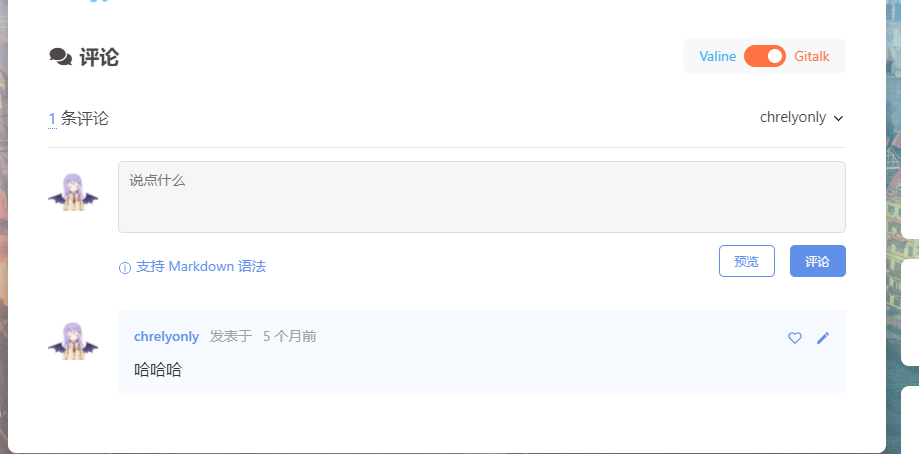 评论
Valine Gitalk
1 条评论
chrelyonly
说点什么
支持 Markdown 语法
预览 评论
chrelyonly 发表于 5 个月前
哈哈哈